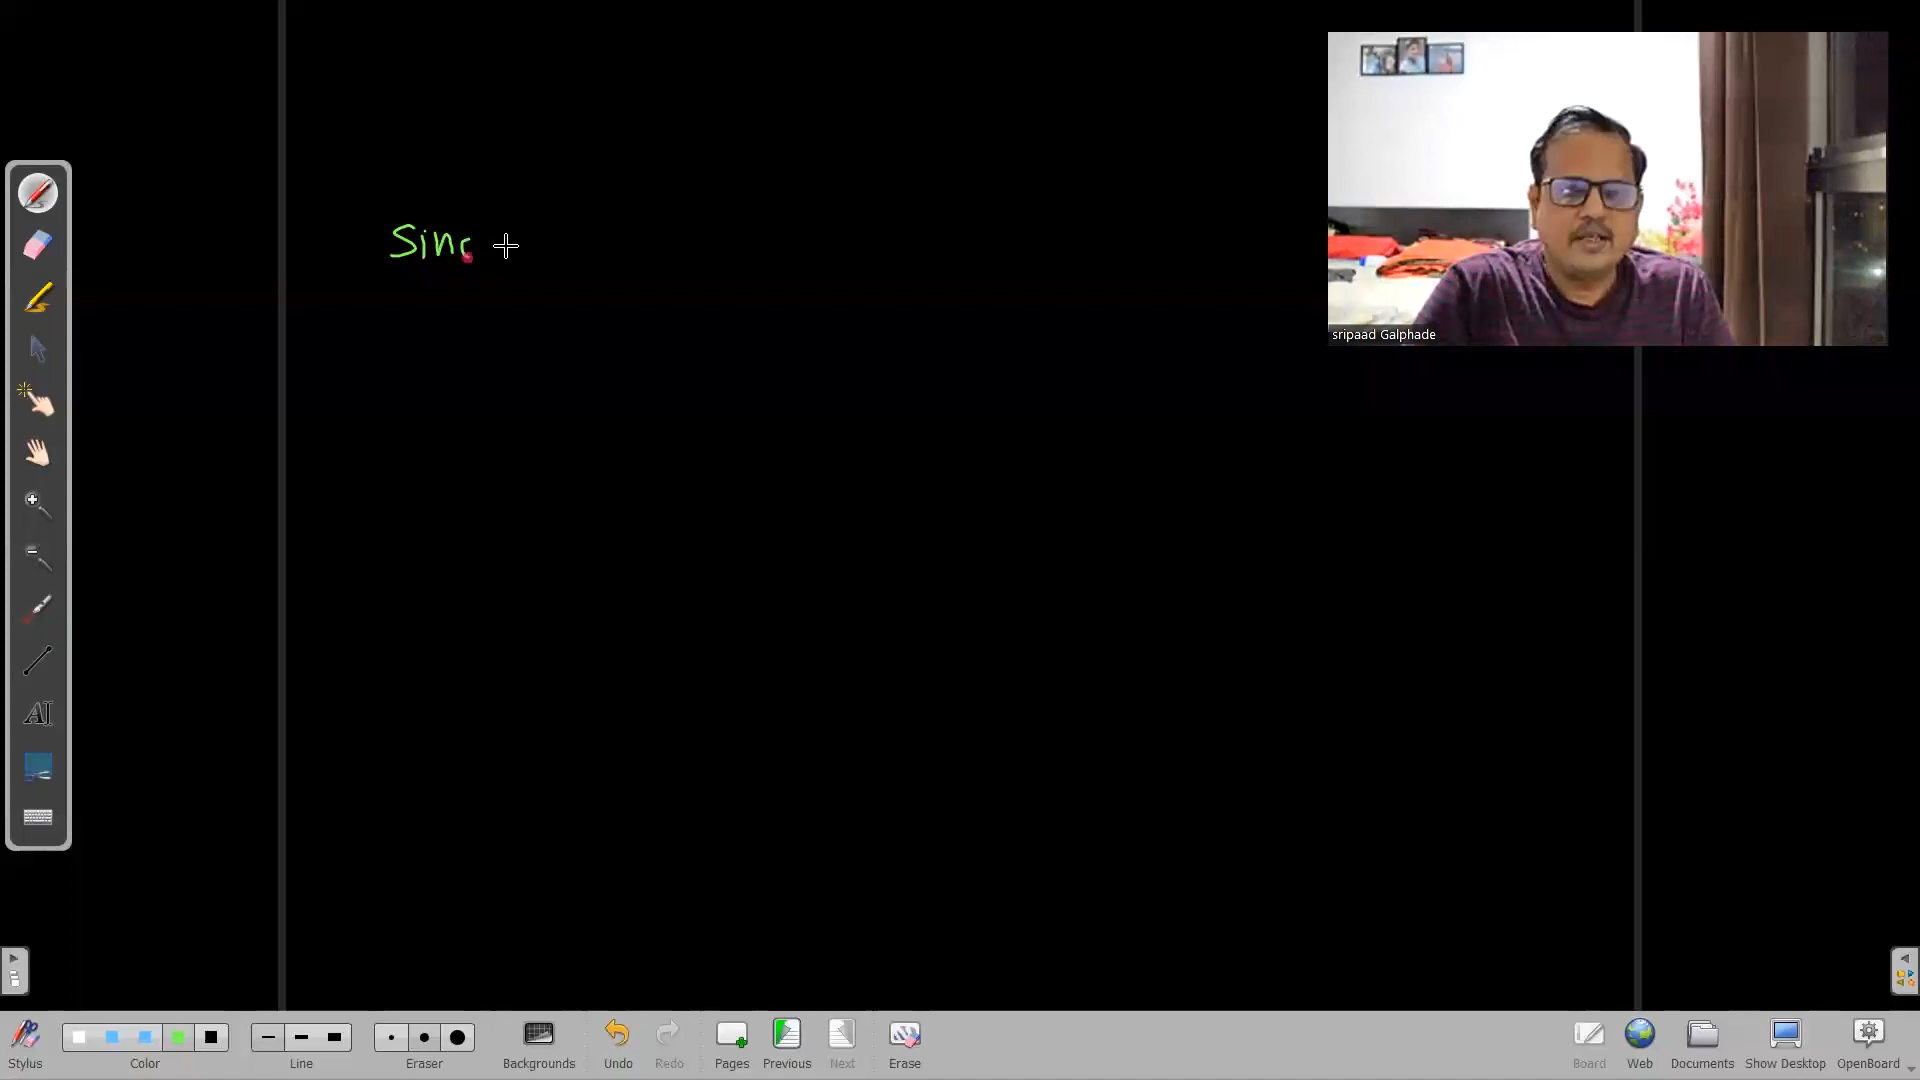 Sinc
sripaad Galphade
Stylus
Color
Line
Eraser
Backgrounds
Undo
Redo
Pages
Previous
Next
Erase
Board
Web
Documents
Show Desktop
OpenBoard